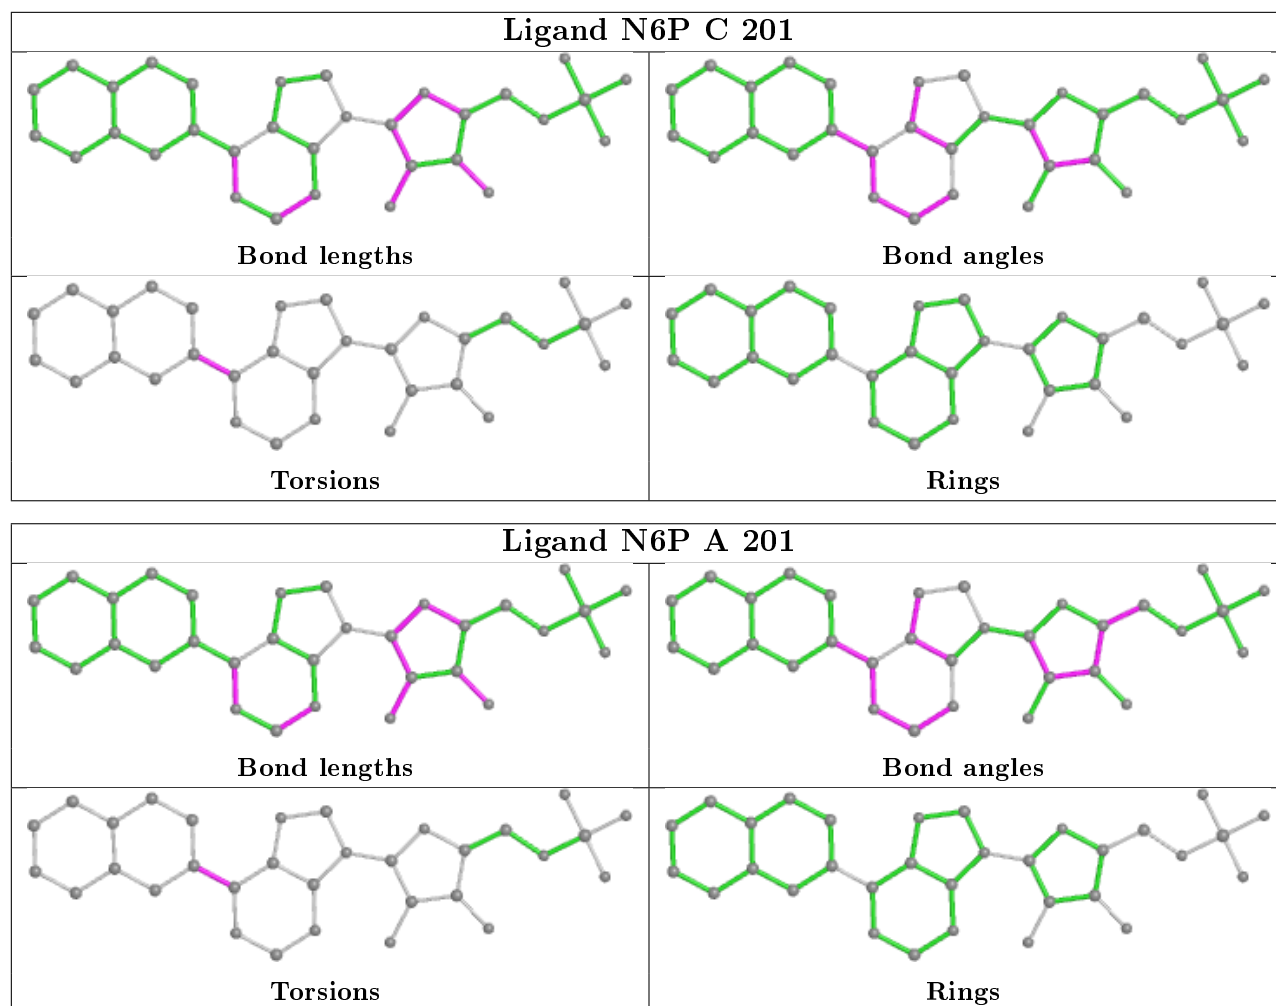 Ligand N6P C 201
Bond lengths
Bond angles
Torsions
Rings
Ligand N6P A 201
Bond lengths
Bond angles
Torsions
Rings